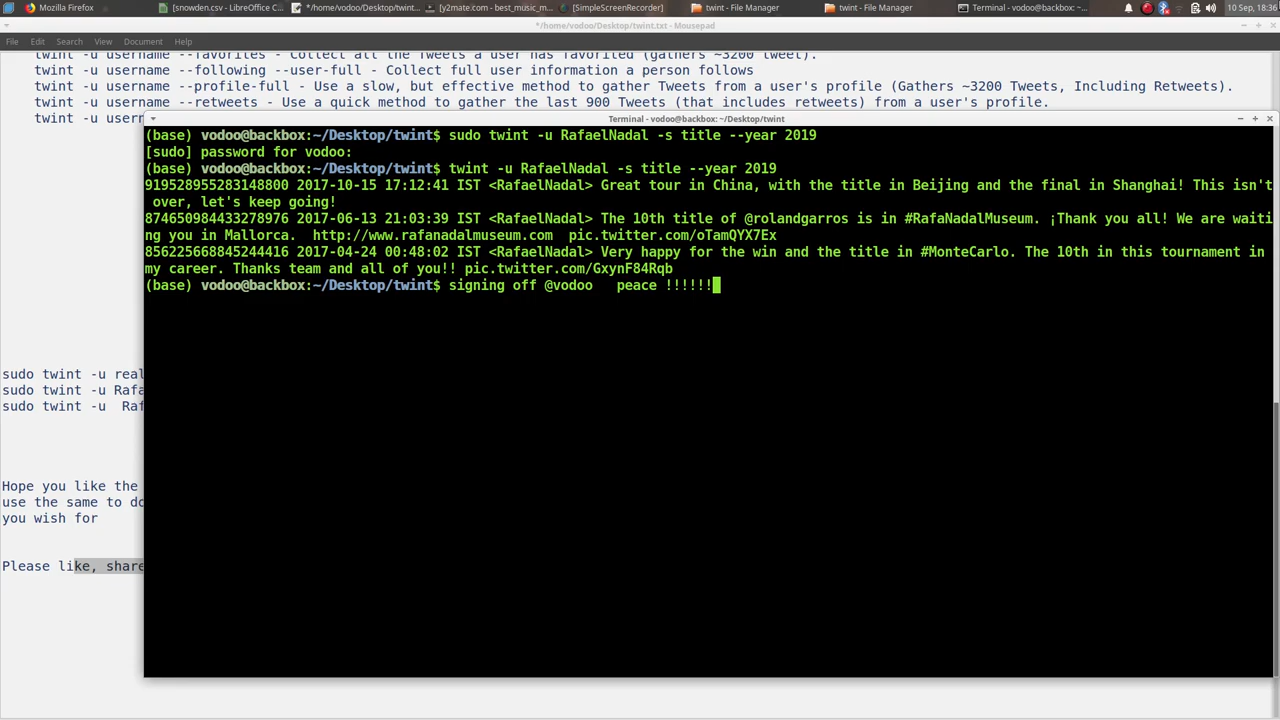 Mozilla Firefox [snowden.csv - LibreOffice C... */home/vodoo/Desktop/twint... [y2mate.com - best_music_m... [SimpleScreenRecorder] twint - File Manager twint - File Manager Terminal - vodoo@backbox: ~/... 10 Sep, 18:36
*/home/vodoo/Desktop/twint.txt - Mousepad
File Edit Search View Document Help
twint -u username --favorites - Collect all the Tweets a user has favorited (gathers ~3200 tweet).
twint -u username --following --user-full - Collect full user information a person follows
twint -u username --profile-full - Use a slow, but effective method to gather Tweets from a user's profile (Gathers ~3200 Tweets, Including Retweets).
twint -u username --retweets - Use a quick method to gather the last 900 Tweets (that includes retweets) from a user's profile.
twint -u usern
Terminal - vodoo@backbox: ~/Desktop/twint
(base) vodoo@backbox:~/Desktop/twint$ sudo twint -u RafaelNadal -s title --year 2019
[sudo] password for vodoo:
(base) vodoo@backbox:~/Desktop/twint$ twint -u RafaelNadal -s title --year 2019
919528955283148800 2017-10-15 17:12:41 IST <RafaelNadal> Great tour in China, with the title in Beijing and the final in Shanghai! This isn't
over, let's keep going!
874650984433278976 2017-06-13 21:03:39 IST <RafaelNadal> The 10th title of @rolandgarros is in #RafaNadalMuseum. ¡Thank you all! We are waiti
ng you in Mallorca.  http://www.rafanadalmuseum.com  pic.twitter.com/oTamQYX7Ex
856225668845244416 2017-04-24 00:48:02 IST <RafaelNadal> Very happy for the win and the title in #MonteCarlo. The 10th in this tournament in
my career. Thanks team and all of you!! pic.twitter.com/GxynF84Rqb
(base) vodoo@backbox:~/Desktop/twint$ signing off @vodoo   peace !!!!!!
sudo twint -u real
sudo twint -u Rafa
sudo twint -u  Raf
Hope you like the
use the same to do
you wish for
Please like, share